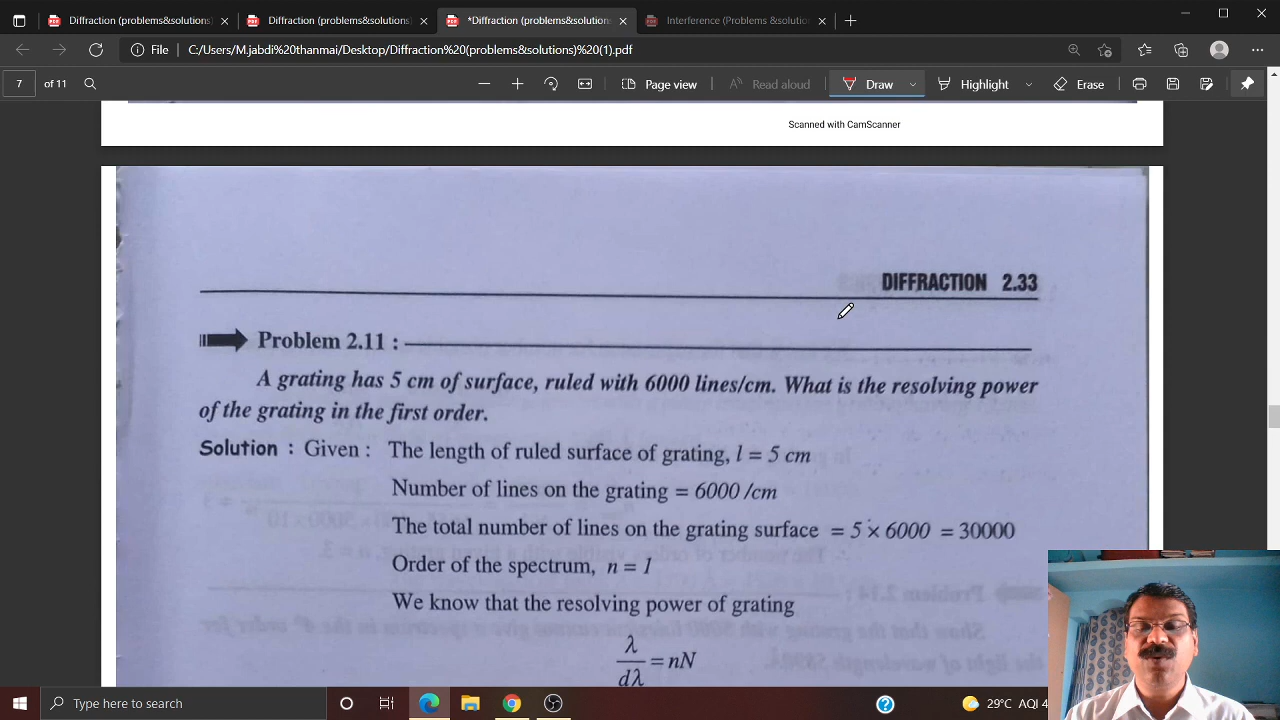 Diffraction (problems&solutions)
Diffraction (problems&solutions)
*Diffraction (problems&solution
Interference (Problems &solutio
File
C:/Users/M.jabdi%20thanmai/Desktop/Diffraction%20(problems&solutions)%20(1).pdf
7 of 11
Page view
Read aloud
Draw
Highlight
Erase
Scanned with CamScanner
DIFFRACTION 2.33
Problem 2.11 :
A grating has 5 cm of surface, ruled with 6000 lines/cm. What is the resolving power
of the grating in the first order.
Solution : Given : The length of ruled surface of grating, l = 5 cm
Number of lines on the grating = 6000 /cm
The total number of lines on the grating surface = 5 × 6000 = 30000
Order of the spectrum, n = 1
We know that the resolving power of grating
λ
── = nN
dλ
Type here to search
29°C AQI 4